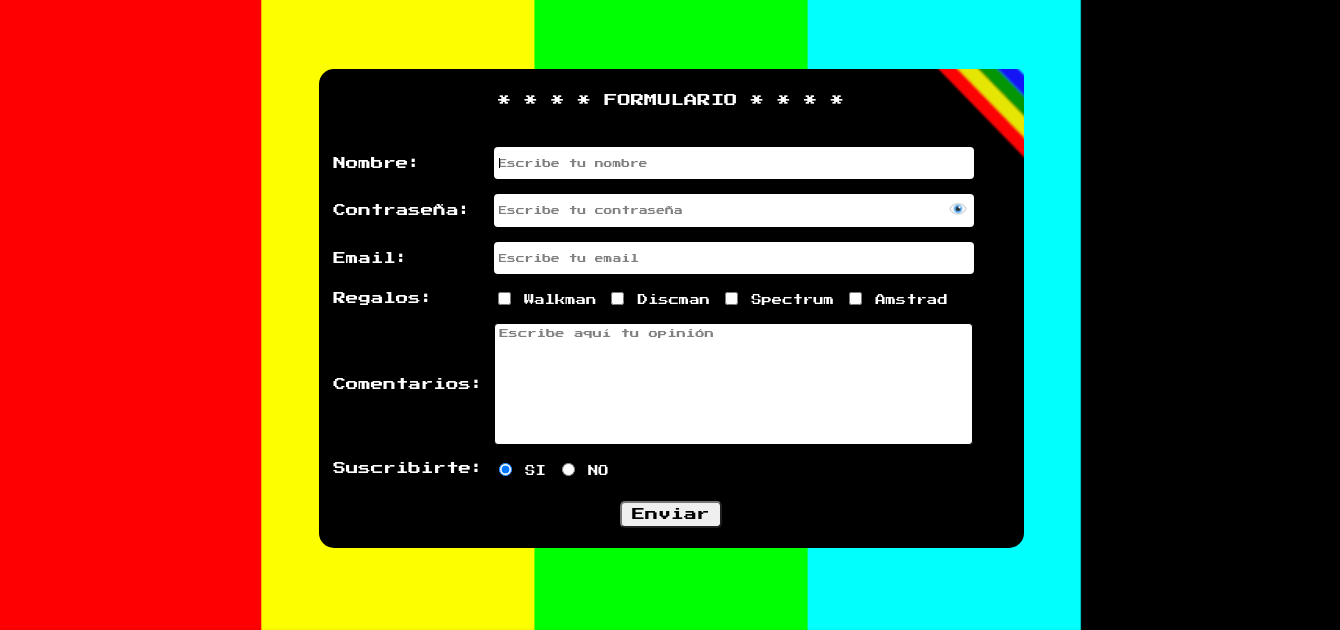 * * * * FORMULARIO * * * *
Nombre: Escribe tu nombre
Contraseña: Escribe tu contraseña
Email: Escribe tu email
Regalos: Walkman Discman Spectrum Amstrad
Comentarios: Escribe aquí tu opinión
Suscribirte: SI NO
Enviar